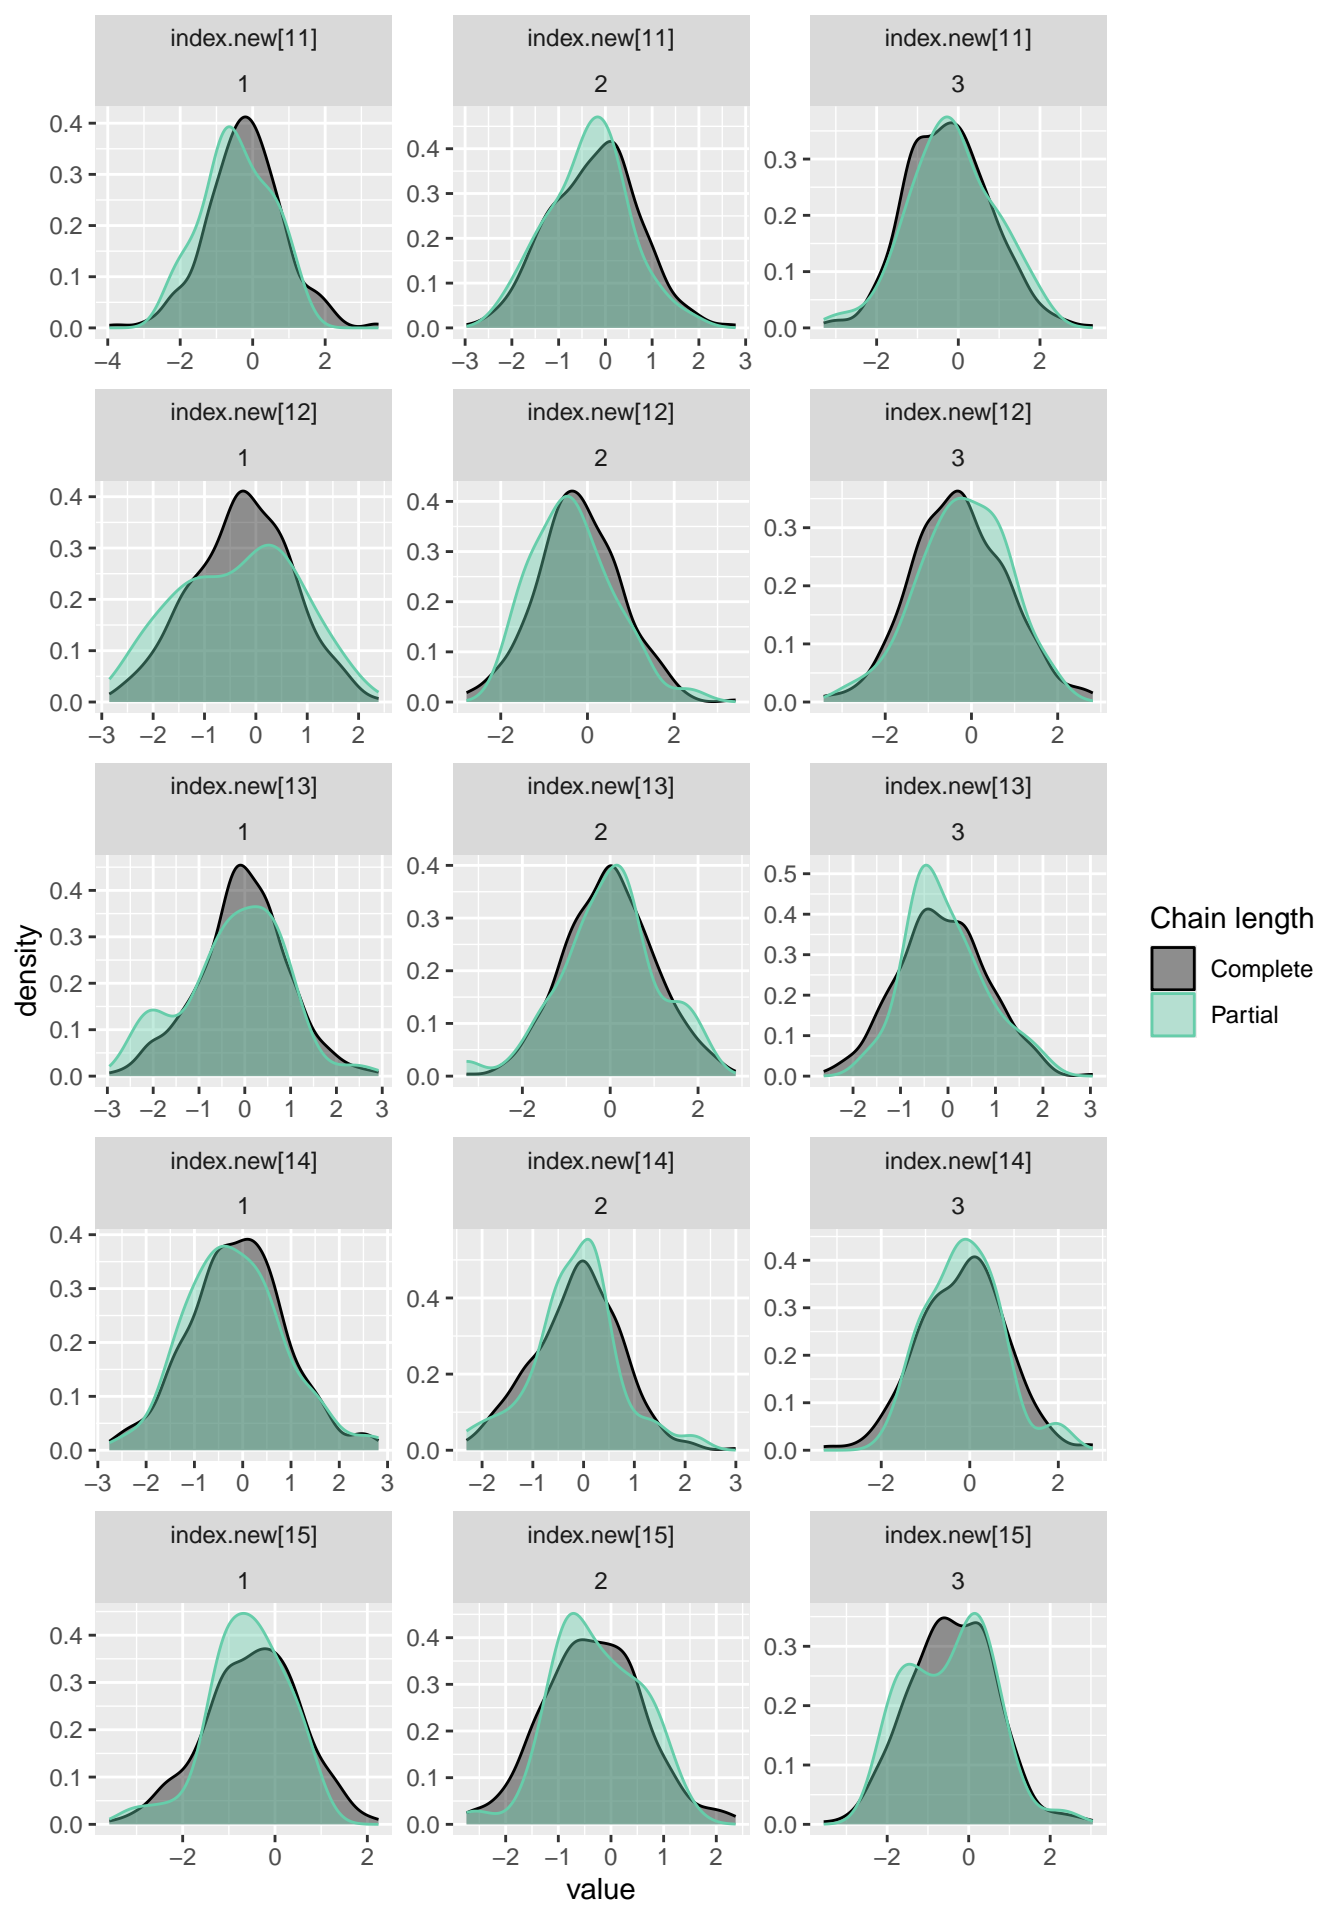 index.new[11] index.new[11] index.new[11]
1 2 3
0.4 0.3 0.2 0.1 0.0
0.4 0.3 0.2 0.1 0.0
0.3 0.2 0.1 0.0
−4 −2 0 2
−3 −2 −1 0 1 2 3
−2 0 2
index.new[12] index.new[12] index.new[12]
1 2 3
0.4 0.3 0.2 0.1 0.0
0.4 0.3 0.2 0.1 0.0
0.3 0.2 0.1 0.0
−3 −2 −1 0 1 2
−2 0 2
−2 0 2
index.new[13] index.new[13] index.new[13]
1 2 3
0.4 0.3 0.2 0.1 0.0
0.4 0.3 0.2 0.1 0.0
0.5 0.4 0.3 0.2 0.1 0.0
−3 −2 −1 0 1 2 3
−2 0 2
−2 −1 0 1 2 3
index.new[14] index.new[14] index.new[14]
1 2 3
0.4 0.3 0.2 0.1 0.0
0.4 0.2 0.0
0.4 0.3 0.2 0.1 0.0
−3 −2 −1 0 1 2 3
−2 −1 0 1 2 3
−2 0 2
index.new[15] index.new[15] index.new[15]
1 2 3
0.4 0.3 0.2 0.1 0.0
0.4 0.3 0.2 0.1 0.0
0.3 0.2 0.1 0.0
−2 0 2
−2 −1 0 1 2
−2 0 2
value
density
Chain length
Complete
Partial